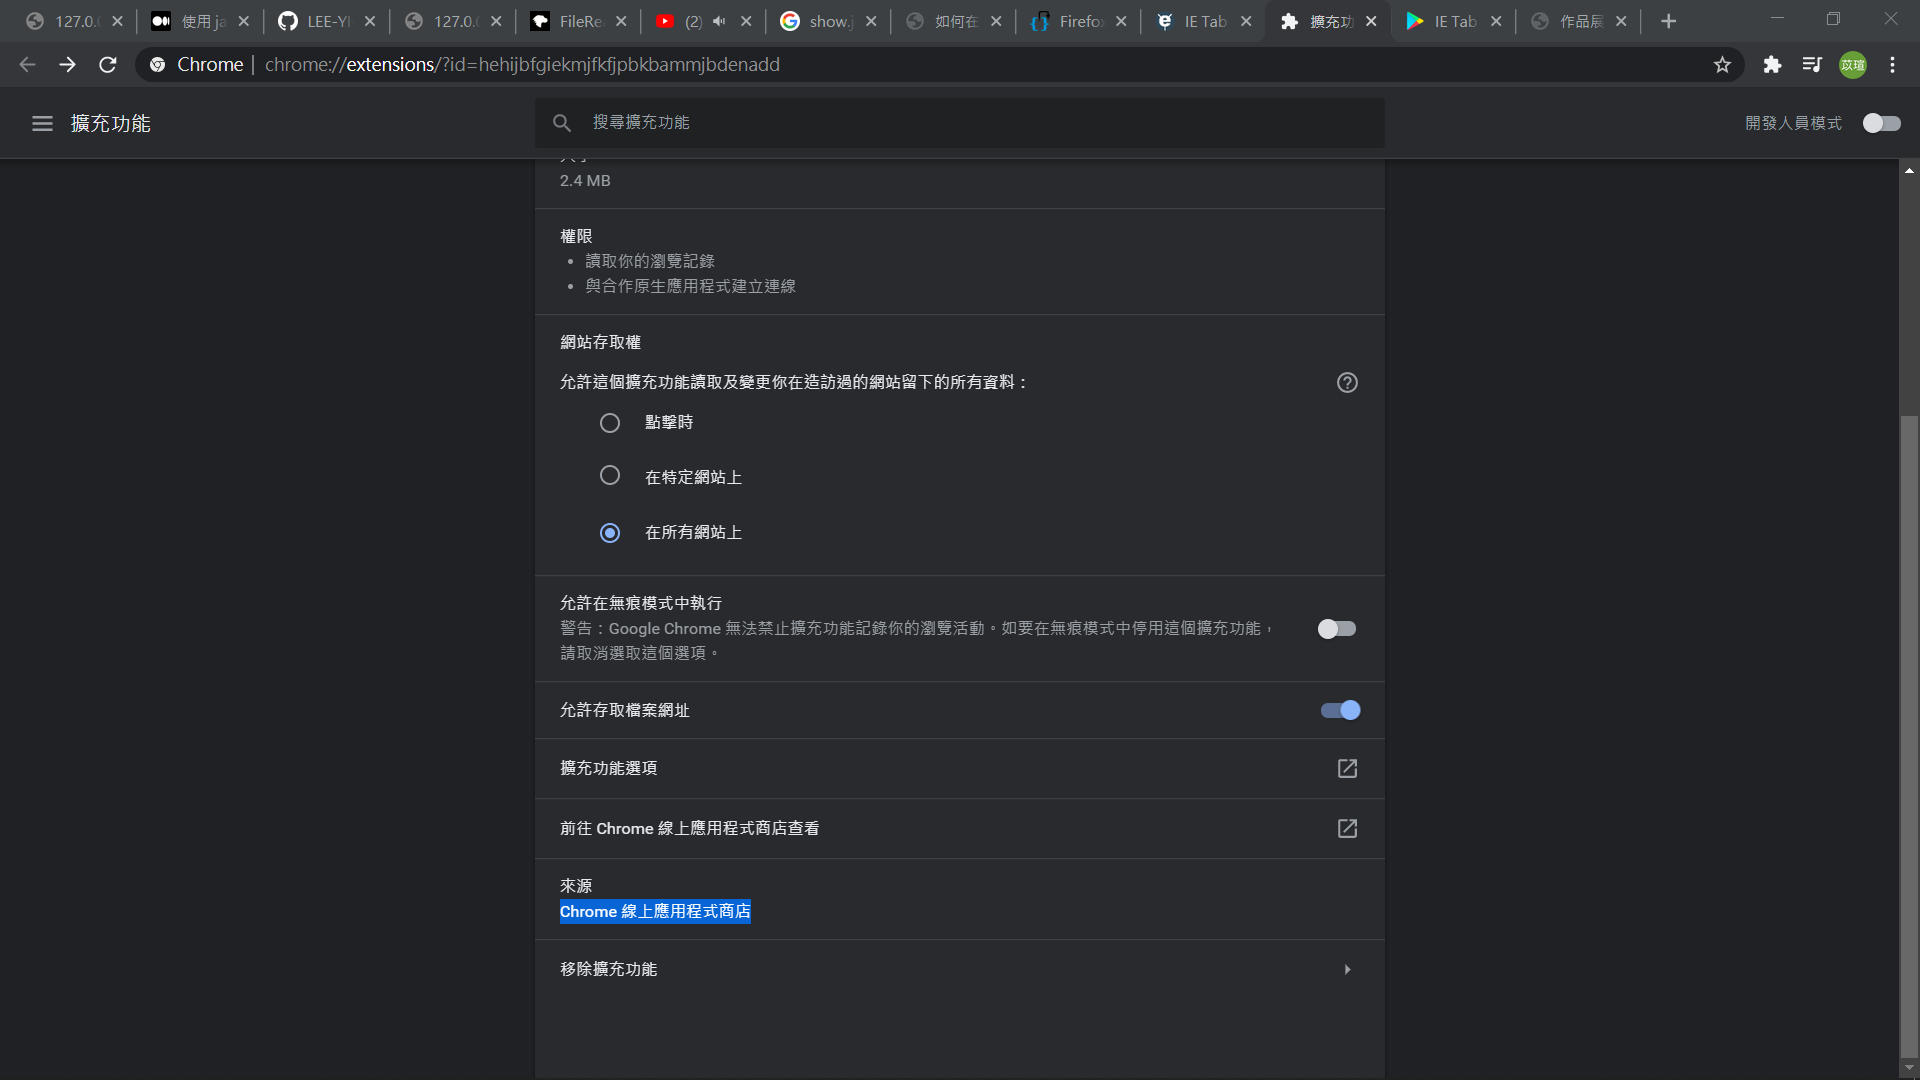 127.0.
使用 ja
LEE-YI
127.0.
FileRe
(2)
show.j
如何在
Firefo
IE Tab
擴充功
IE Tab
作品展
Chrome | chrome://extensions/?id=hehijbfgiekmjfkfjpbkbammjbdenadd
苡瑄
擴充功能
搜尋擴充功能
開發人員模式
2.4 MB
權限
• 讀取你的瀏覽記錄
• 與合作原生應用程式建立連線
網站存取權
允許這個擴充功能讀取及變更你在造訪過的網站留下的所有資料：
點擊時
在特定網站上
在所有網站上
允許在無痕模式中執行
警告：Google Chrome 無法禁止擴充功能記錄你的瀏覽活動。如要在無痕模式中停用這個擴充功能，
請取消選取這個選項。
允許存取檔案網址
擴充功能選項
前往 Chrome 線上應用程式商店查看
來源
Chrome 線上應用程式商店
移除擴充功能